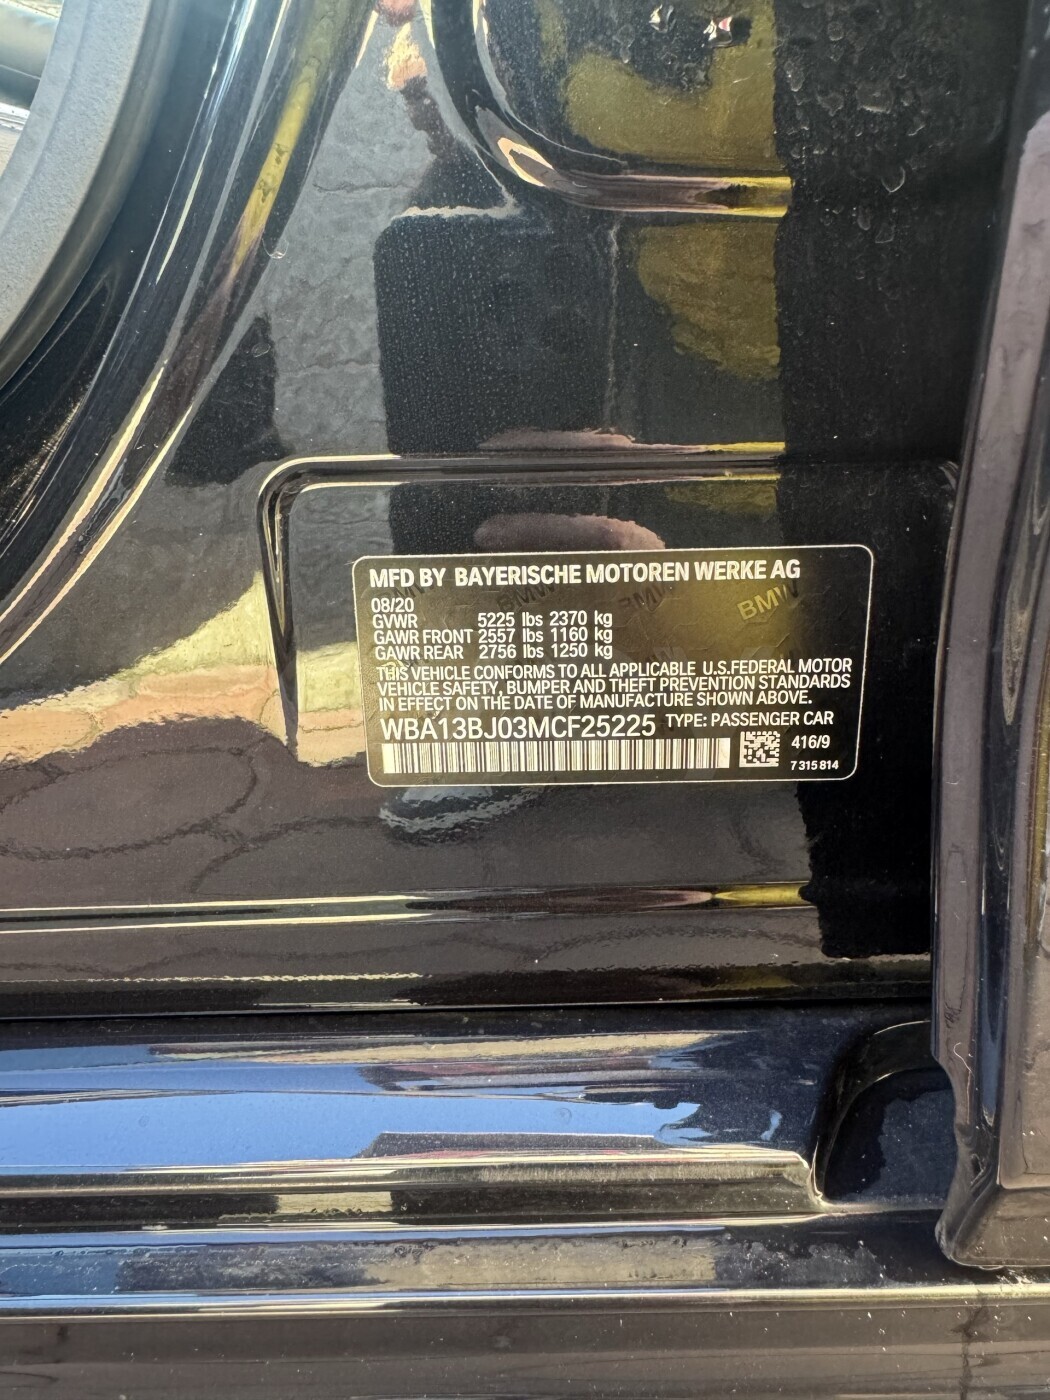 MFD BY BAYERISCHE MOTOREN WERKE AG
08/20
GVWR 5225 lbs 2370 kg
GAWR FRONT 2557 lbs 1160 kg
GAWR REAR 2756 lbs 1250 kg
THIS VEHICLE CONFORMS TO ALL APPLICABLE U.S.FEDERAL MOTOR
VEHICLE SAFETY, BUMPER AND THEFT PREVENTION STANDARDS
IN EFFECT ON THE DATE OF MANUFACTURE SHOWN ABOVE.
WBA13BJ03MCF25225 TYPE: PASSENGER CAR
416/9
7 315 814
BMW
BMW
BMW